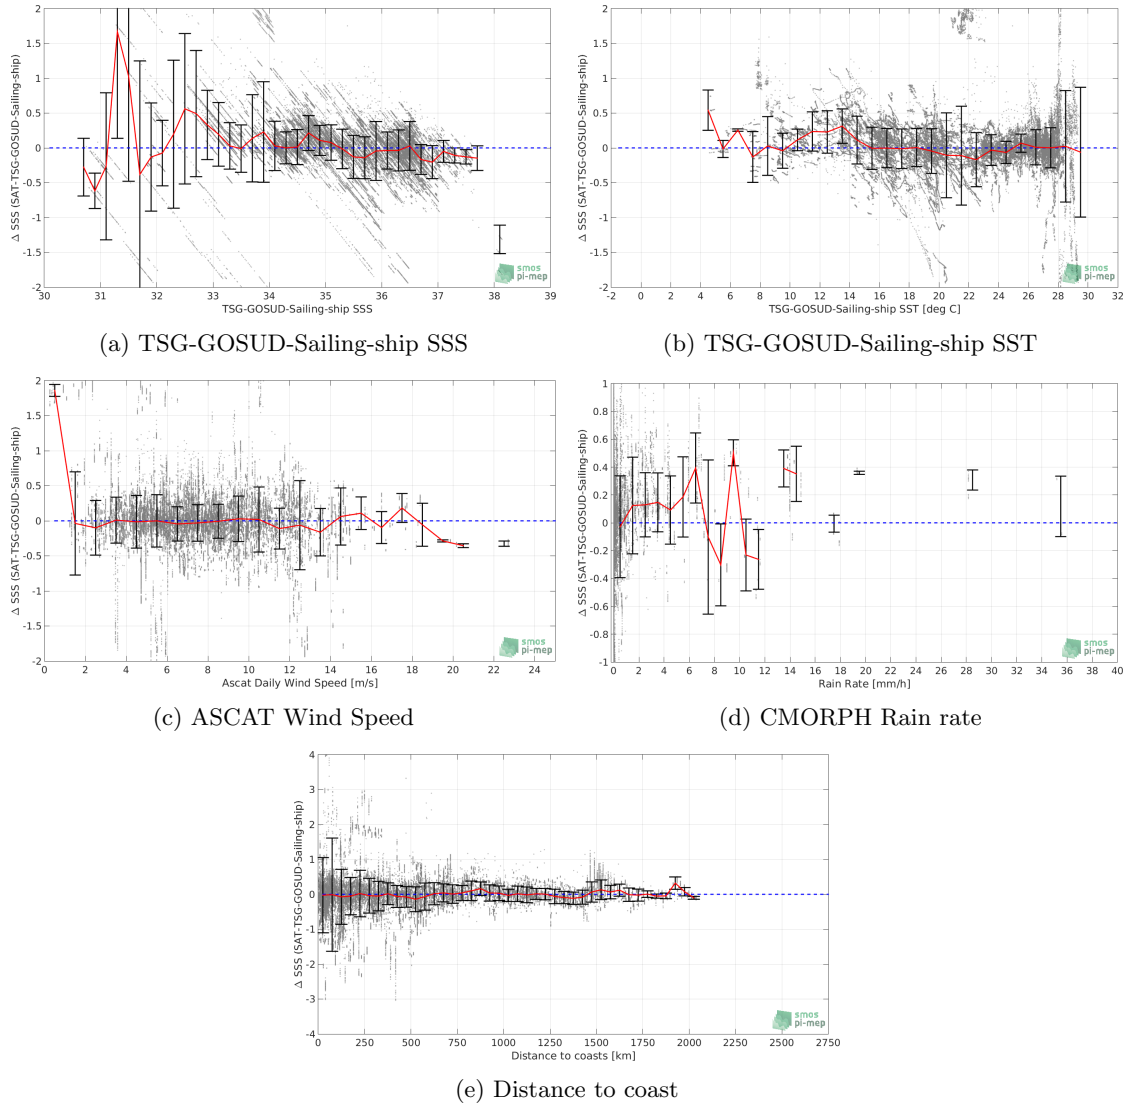 2
1.5
1
0.5
0
-0.5
-1
-1.5
-2
Δ SSS (SAT-TSG-GOSUD-Sailing-ship)
30 31 32 33 34 35 36 37 38 39
TSG-GOSUD-Sailing-ship SSS
smos
pi-mep
(a) TSG-GOSUD-Sailing-ship SSS
2
1.5
1
0.5
0
-0.5
-1
-1.5
-2
Δ SSS (SAT-TSG-GOSUD-Sailing-ship)
-2 0 2 4 6 8 10 12 14 16 18 20 22 24 26 28 30 32
TSG-GOSUD-Sailing-ship SST [deg C]
smos
pi-mep
(b) TSG-GOSUD-Sailing-ship SST
2
1.5
1
0.5
0
-0.5
-1
-1.5
-2
Δ SSS (SAT-TSG-GOSUD-Sailing-ship)
0 2 4 6 8 10 12 14 16 18 20 22 24
Ascat Daily Wind Speed [m/s]
smos
pi-mep
(c) ASCAT Wind Speed
1
0.8
0.6
0.4
0.2
0
-0.2
-0.4
-0.6
-0.8
-1
Δ SSS (SAT-TSG-GOSUD-Sailing-ship)
0 2 4 6 8 10 12 14 16 18 20 22 24 26 28 30 32 34 36 38 40
Rain Rate [mm/h]
smos
pi-mep
(d) CMORPH Rain rate
4
3
2
1
0
-1
-2
-3
-4
Δ SSS (SAT-TSG-GOSUD-Sailing-ship)
0 250 500 750 1000 1250 1500 1750 2000 2250 2500 2750
Distance to coasts [km]
smos
pi-mep
(e) Distance to coast